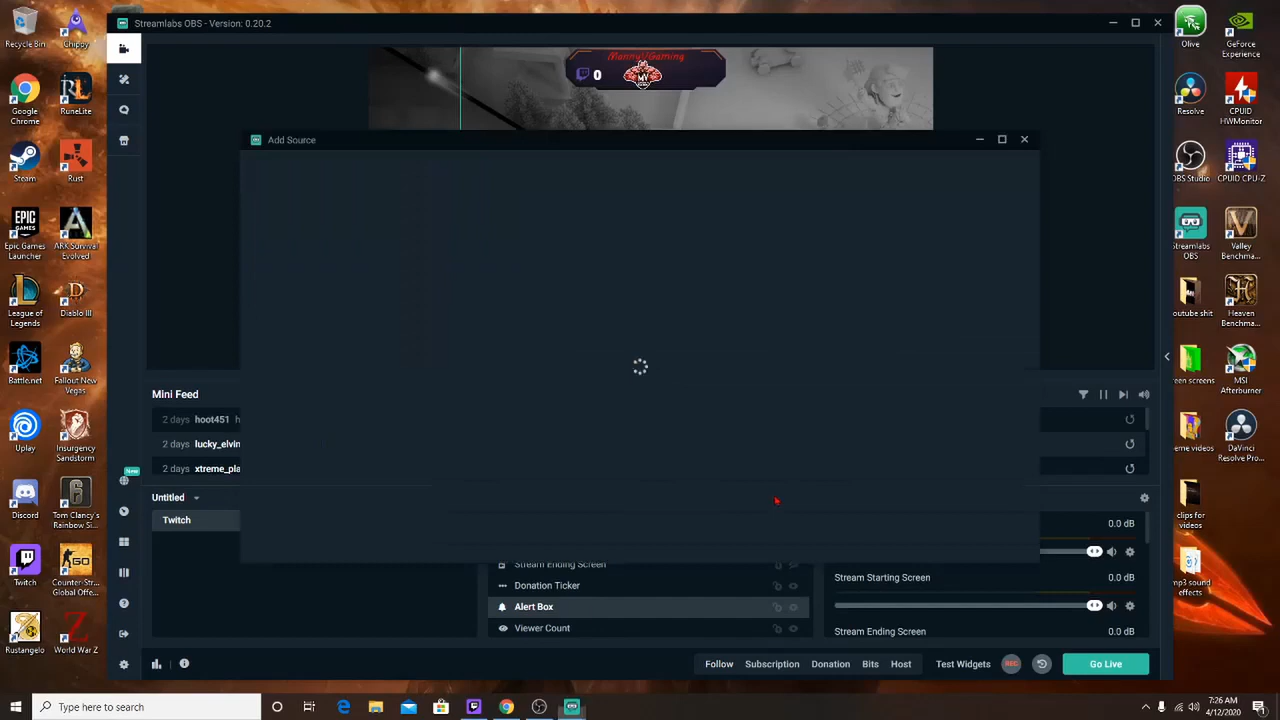 Streamlabs OBS - Version: 0.20.2
Recycle Bin
Chippy
Google Chrome
RuneLite
Steam
Rust
Epic Games Launcher
ARK Survival Evolved
League of Legends
Diablo III
Battle.net
Fallout New Vegas
Uplay
Insurgency Sandstorm
Discord
Tom Clancy's Rainbow Si...
Twitch
Counter-Str... Global Offe...
Rustangelo
World War Z
MannyVGaming
0
MV
Add Source
Mini Feed
2 days hoot451 h
2 days lucky_elvin
2 days xtreme_pla
New
Untitled
Twitch
Stream Ending Screen
Donation Ticker
Alert Box
Viewer Count
0.0 dB
Stream Starting Screen
0.0 dB
Stream Ending Screen
0.0 dB
Follow Subscription Donation Bits Host Test Widgets REC Go Live
Olive
GeForce Experience
Resolve
CPUID HWMonitor
OBS Studio
CPUID CPU-Z
Streamlabs OBS
Valley Benchma...
outube shit
Heaven Benchma...
een screens
MSI Afterburner
eme videos
DaVinci Resolve Pro...
clips for videos
mp3 sound effects
Type here to search
7:26 AM
4/12/2020
1